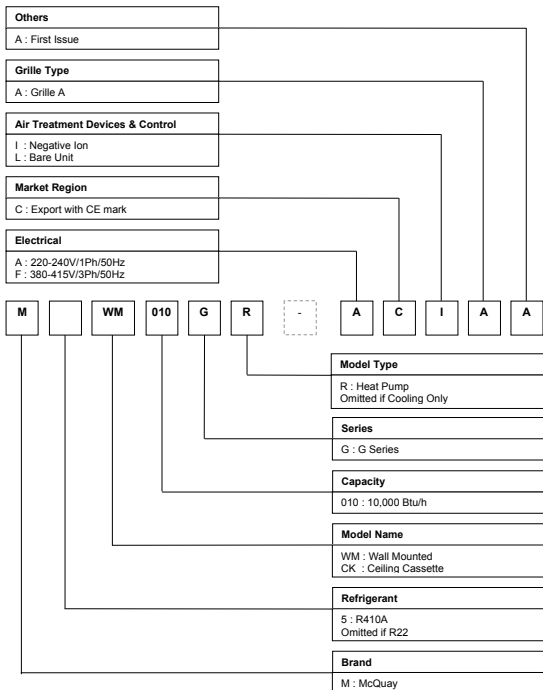 Others
A : First Issue
Grille Type
A : Grille A
Air Treatment Devices & Control
I : Negative Ion
L : Bare Unit
Market Region
C : Export with CE mark
Electrical
A : 220-240V/1Ph/50Hz
F : 380-415V/3Ph/50Hz
M WM 010 G R - A C I A A
Model Type
R : Heat Pump
Omitted if Cooling Only
Series
G : G Series
Capacity
010 : 10,000 Btu/h
Model Name
WM : Wall Mounted
CK : Ceiling Cassette
Refrigerant
5 : R410A
Omitted if R22
Brand
M : McQuay